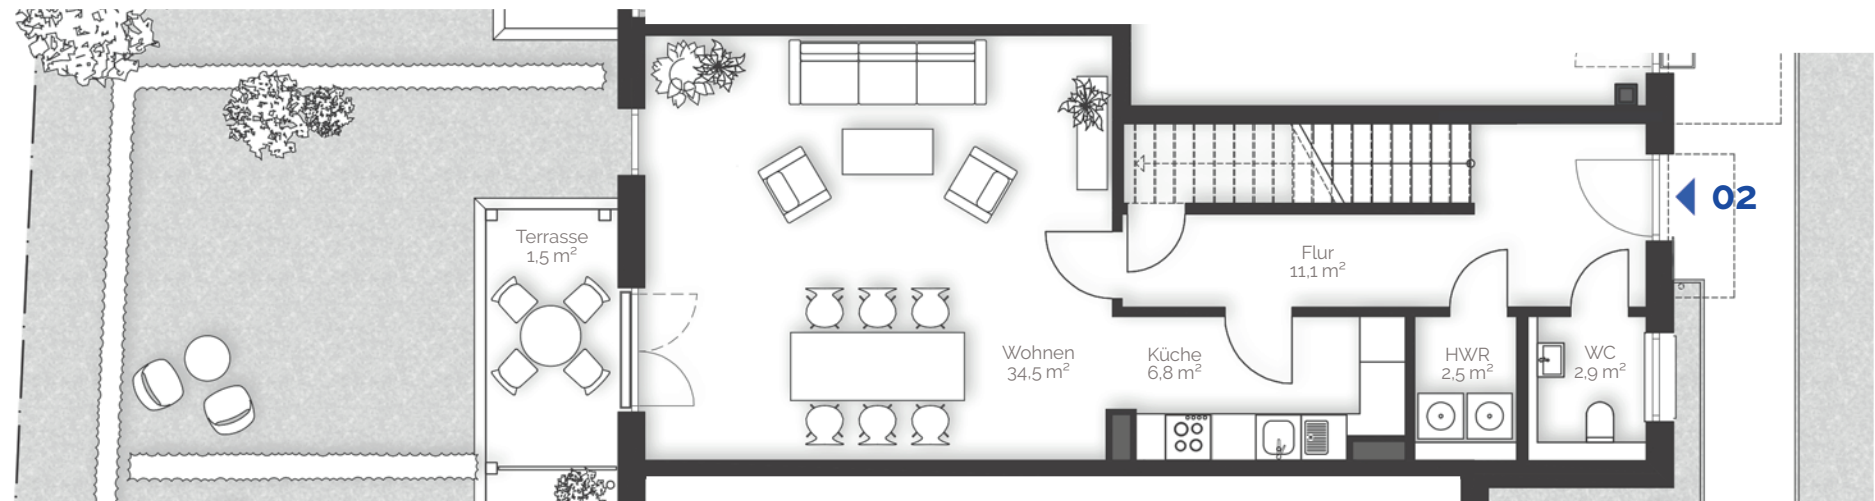 02
Terrasse
1,5 m²
Flur
11,1 m²
Wohnen
34,5 m²
Küche
6,8 m²
HWR
2,5 m²
WC
2,9 m²